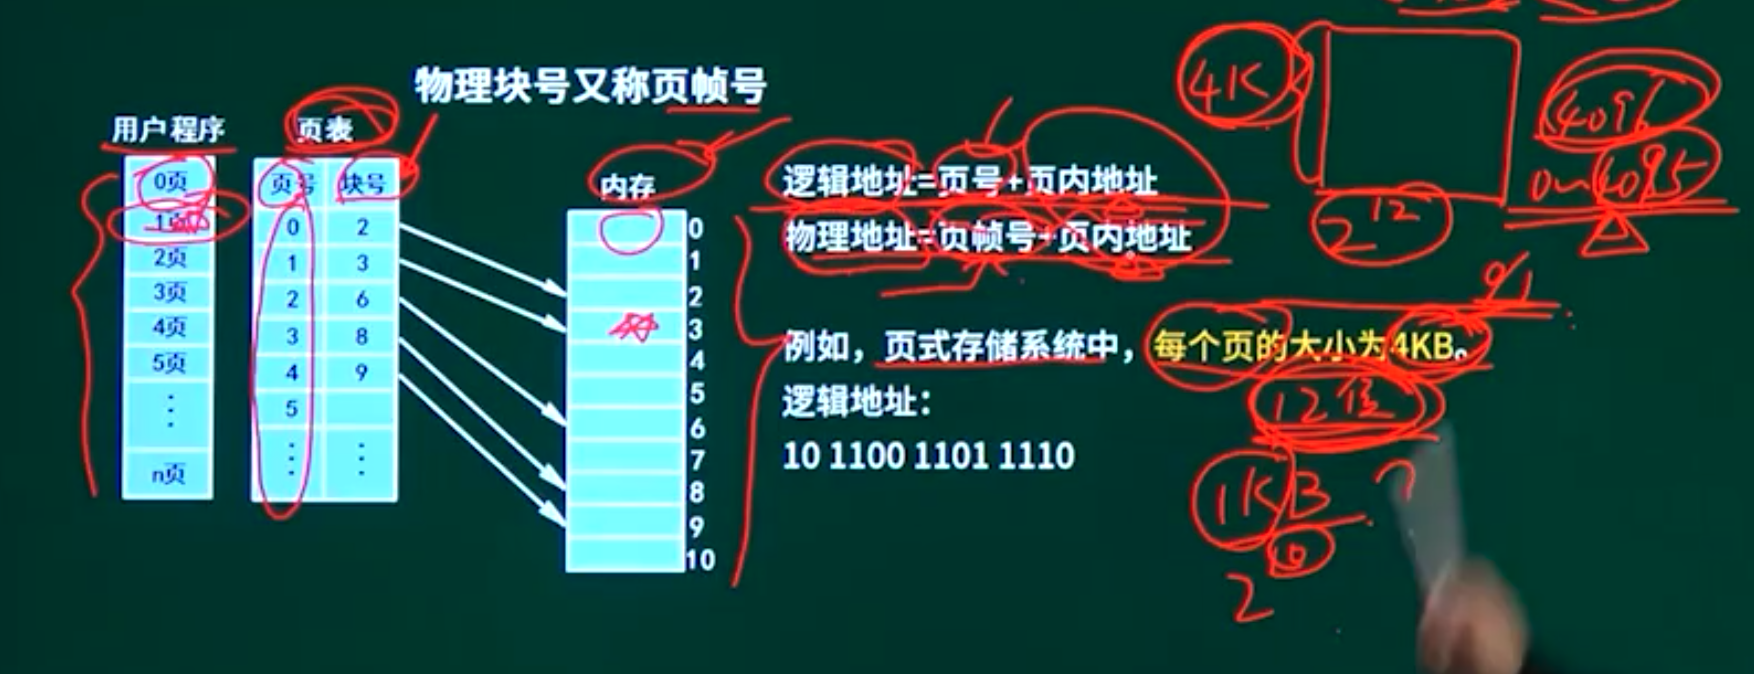 物理块号又称页帧号
用户程序
0页
1页
2页
3页
4页
5页
⋮
n页
页表
页号 块号
0 2
1 3
2 6
3 8
4 9
5
⋮ ⋮
内存
0
1
2
3
4
5
6
7
8
9
10
逻辑地址=页号+页内地址
物理地址=页帧号+页内地址
例如，页式存储系统中，每个页的大小为4KB。
逻辑地址：
10 1100 1101 1110
4K
2^12
4096
0~4095
0/1
12位
1KB ?
2^10